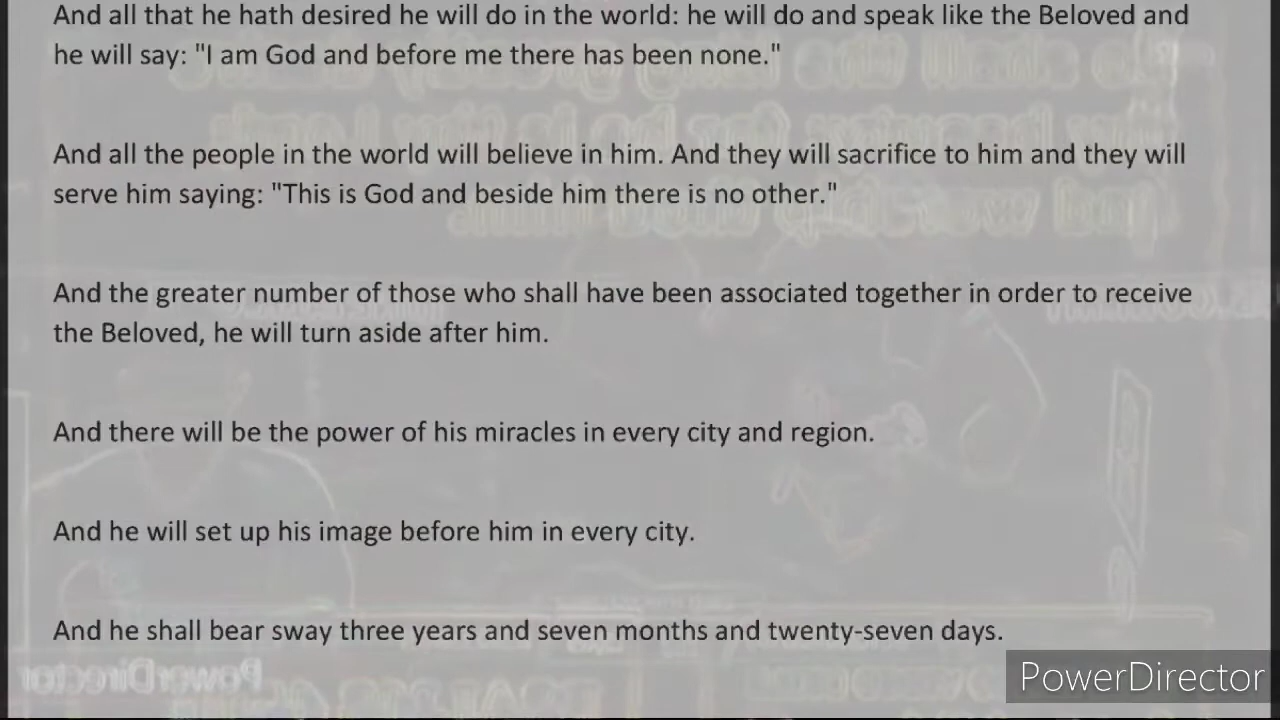 And all that he hath desired he will do in the world: he will do and speak like the Beloved and
he will say: "I am God and before me there has been none."
And all the people in the world will believe in him. And they will sacrifice to him and they will
serve him saying: "This is God and beside him there is no other."
And the greater number of those who shall have been associated together in order to receive
the Beloved, he will turn aside after him.
And there will be the power of his miracles in every city and region.
And he will set up his image before him in every city.
And he shall bear sway three years and seven months and twenty-seven days.
PowerDirector
PowerDirector